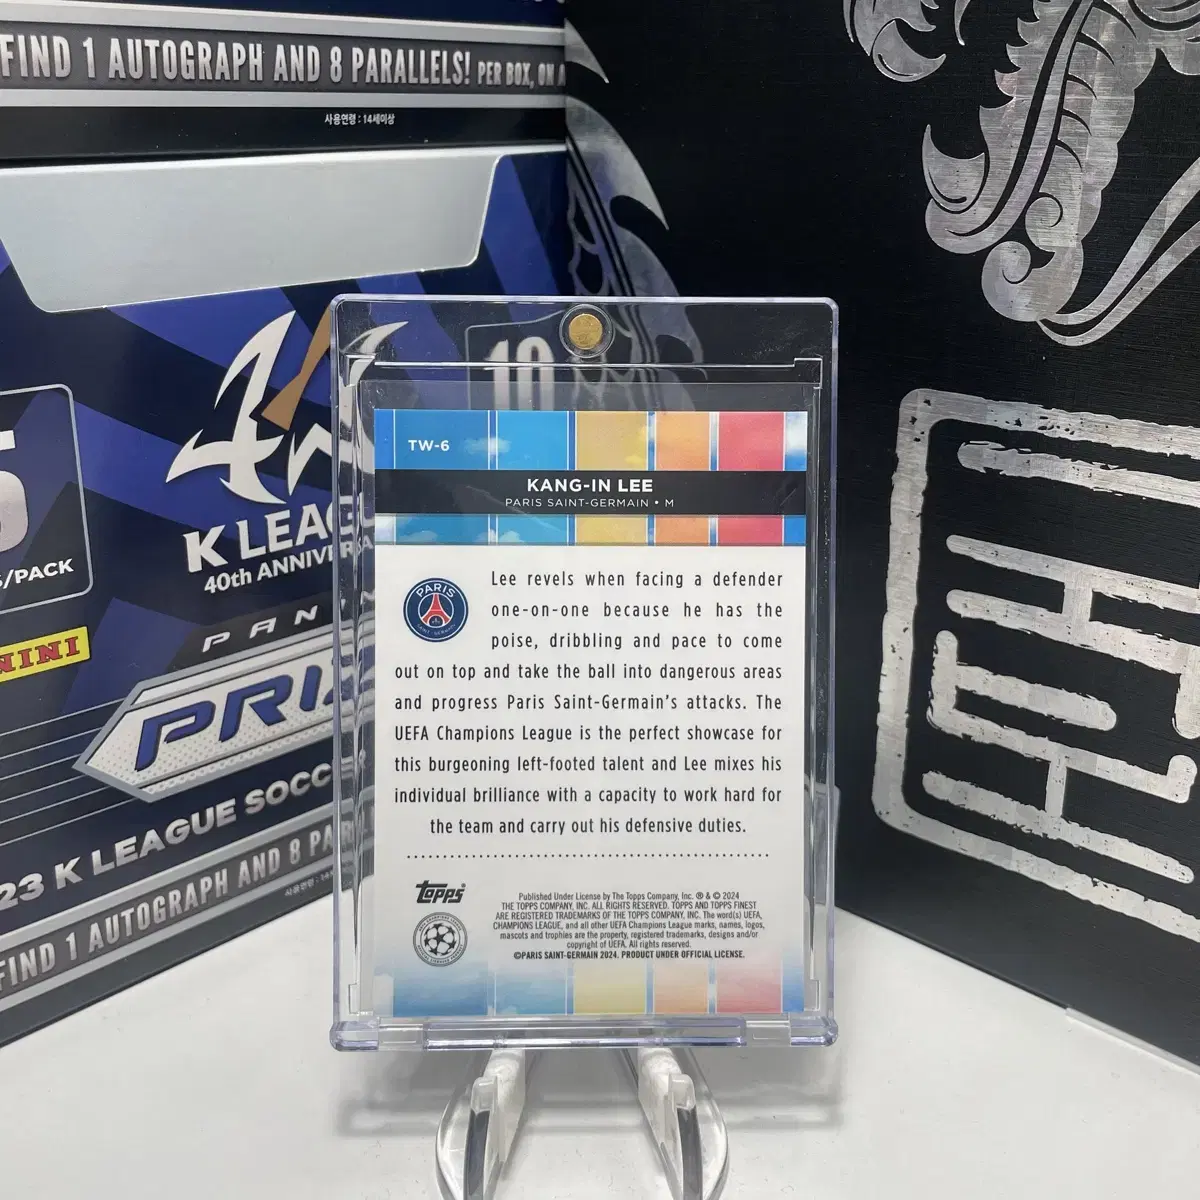 FIND 1 AUTOGRAPH AND 8 PARALLELS! PER BOX, ON A
사용연령 : 14세이상
10
5
/PACK
K LEAGU
40th ANNIVERSA
PANIN
NINI
PRIZ
23 K LEAGUE SOCCE
FIND 1 AUTOGRAPH AND 8 PA
TW-6
KANG-IN LEE
PARIS SAINT-GERMAIN • M
PARIS
SAINT-GERMAIN
Lee revels when facing a defender
one-on-one because he has the
poise, dribbling and pace to come
out on top and take the ball into dangerous areas
and progress Paris Saint-Germain's attacks. The
UEFA Champions League is the perfect showcase for
this burgeoning left-footed talent and Lee mixes his
individual brilliance with a capacity to work hard for
the team and carry out his defensive duties.
topps
Published Under License by The Topps Company, Inc. ® & © 2024
THE TOPPS COMPANY, INC. ALL RIGHTS RESERVED. TOPPS AND TOPPS FINEST
ARE REGISTERED TRADEMARKS OF THE TOPPS COMPANY, INC. The word(s) UEFA,
CHAMPIONS LEAGUE, and all other UEFA Champions League marks, names, logos,
mascots and trophies are the property, registered trademarks, designs and/or
copyright of UEFA. All rights reserved.
©PARIS SAINT-GERMAIN 2024. PRODUCT UNDER OFFICIAL LICENSE.